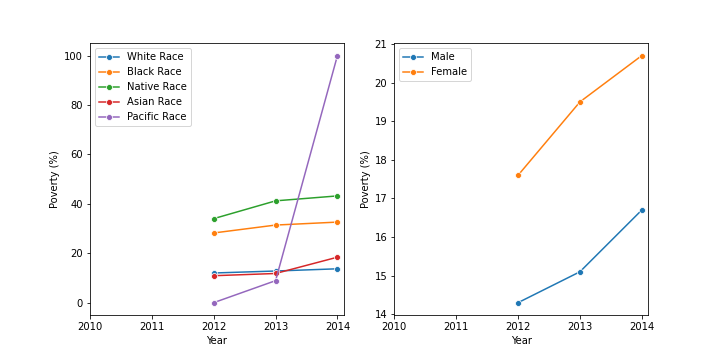 100
80
60
40
20
0
Poverty (%)
White Race
Black Race
Native Race
Asian Race
Pacific Race
2010 2011 2012 2013 2014
Year
21
20
19
18
17
16
15
14
Poverty (%)
Male
Female
2010 2011 2012 2013 2014
Year